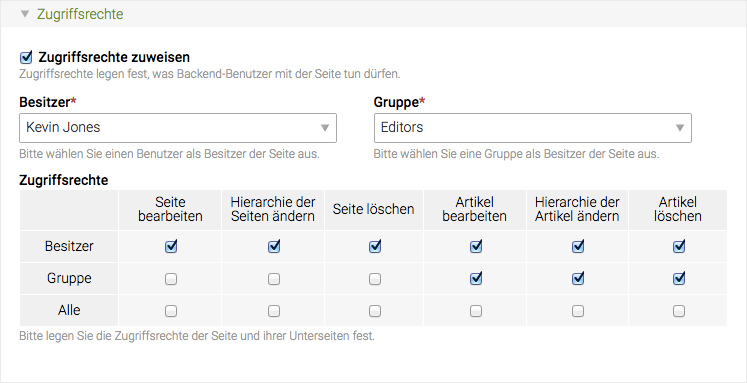 Zugriffsrechte
Zugriffsrechte zuweisen
Zugriffsrechte legen fest, was Backend-Benutzer mit der Seite tun dürfen.
Besitzer* Gruppe*
Kevin Jones Editors
Bitte wählen Sie einen Benutzer als Besitzer der Seite aus. Bitte wählen Sie eine Gruppe als Besitzer der Seite aus.
Zugriffsrechte
Seite bearbeiten Hierarchie der Seiten ändern Seite löschen Artikel bearbeiten Hierarchie der Artikel ändern Artikel löschen
Besitzer
Gruppe
Alle
Bitte legen Sie die Zugriffsrechte der Seite und ihrer Unterseiten fest.